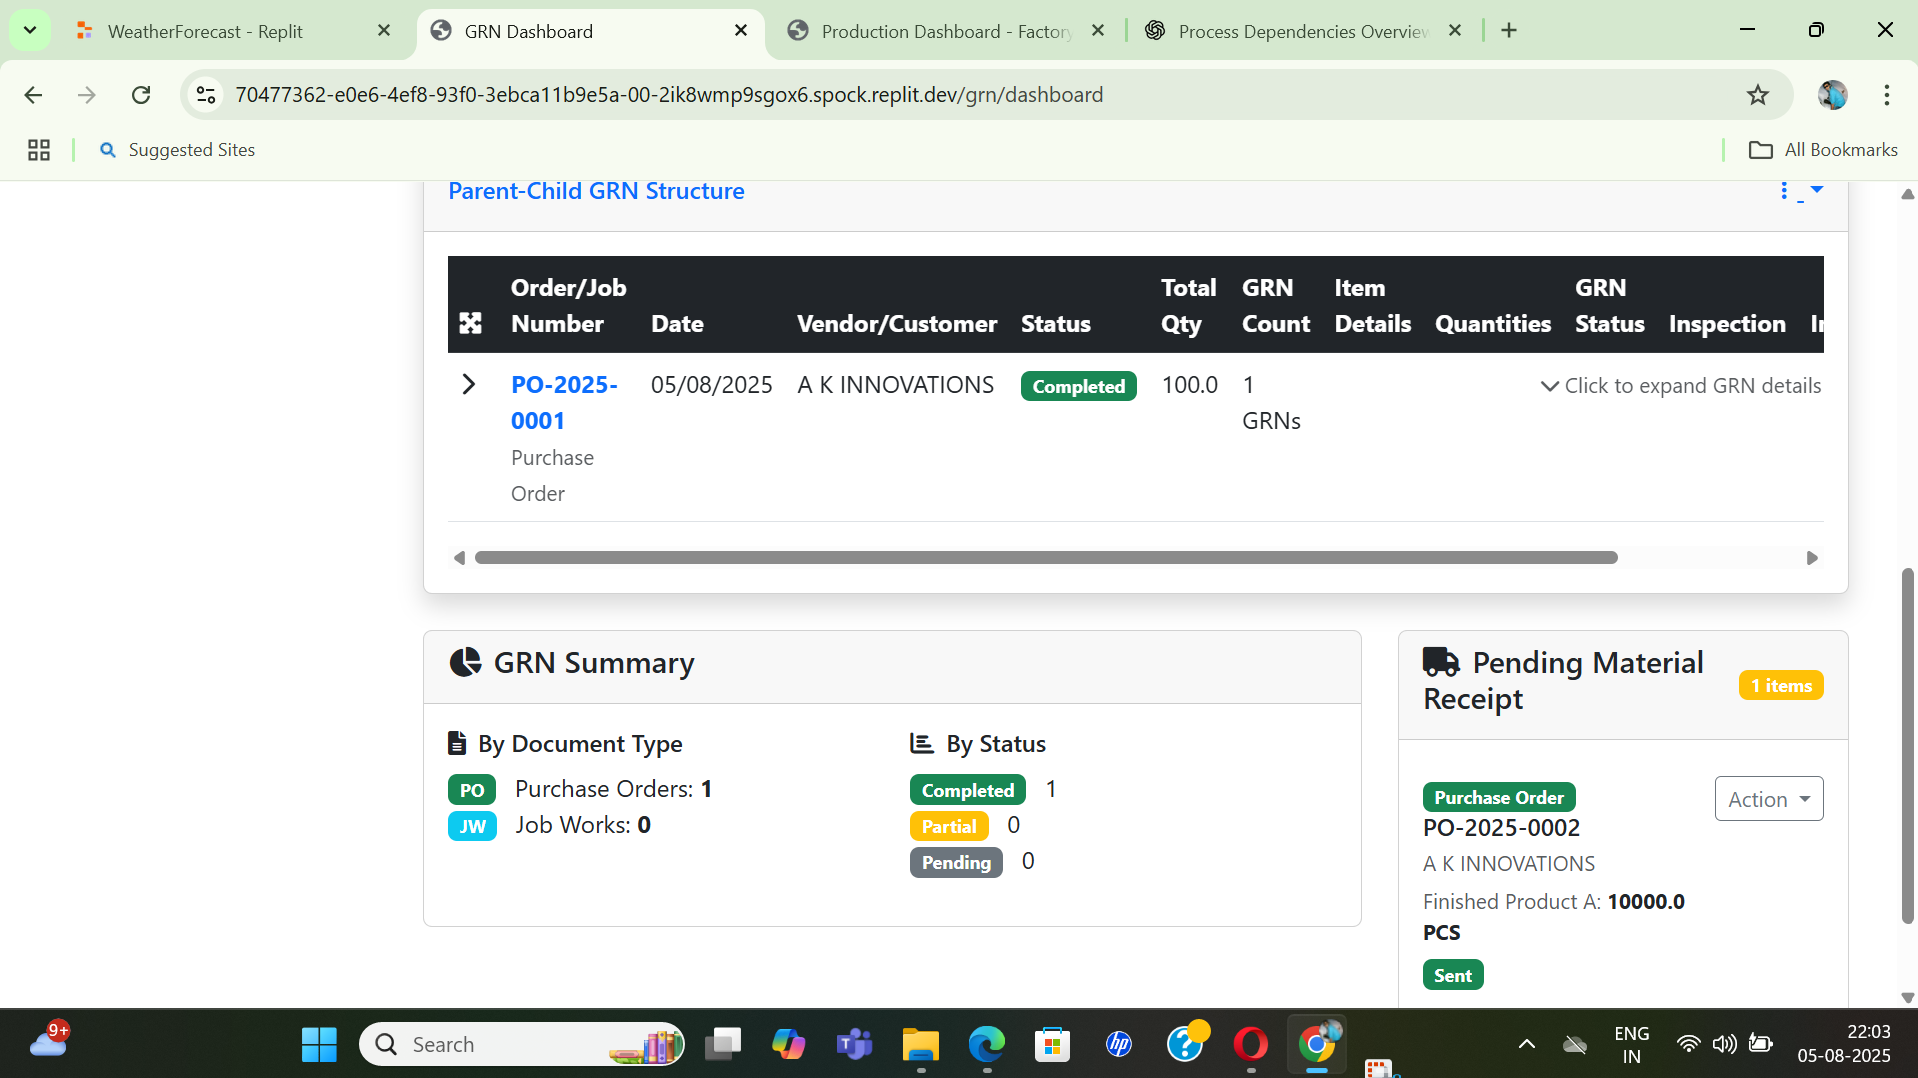 WeatherForecast - Replit
GRN Dashboard
Production Dashboard - Factory
Process Dependencies Overview
70477362-e0e6-4ef8-93f0-3ebca11b9e5a-00-2ik8wmp9sgox6.spock.replit.dev/grn/dashboard
Suggested Sites
All Bookmarks
Parent-Child GRN Structure
Order/Job Number
Date
Vendor/Customer
Status
Total Qty
GRN Count
Item Details
Quantities
GRN Status
Inspection
PO-2025-0001
Purchase Order
05/08/2025
A K INNOVATIONS
Completed
100.0
1 GRNs
Click to expand GRN details
GRN Summary
By Document Type
PO Purchase Orders: 1
JW Job Works: 0
By Status
Completed 1
Partial 0
Pending 0
Pending Material Receipt
1 items
Purchase Order
Action
PO-2025-0002
A K INNOVATIONS
Finished Product A: 10000.0
PCS
Sent
9+
Search
ENG
IN
22:03
05-08-2025